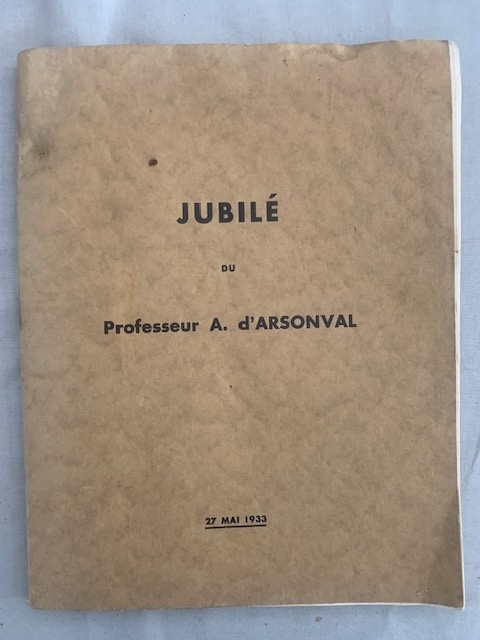 JUBILÉ
DU
Professeur A. d'ARSONVAL
27 MAI 1933